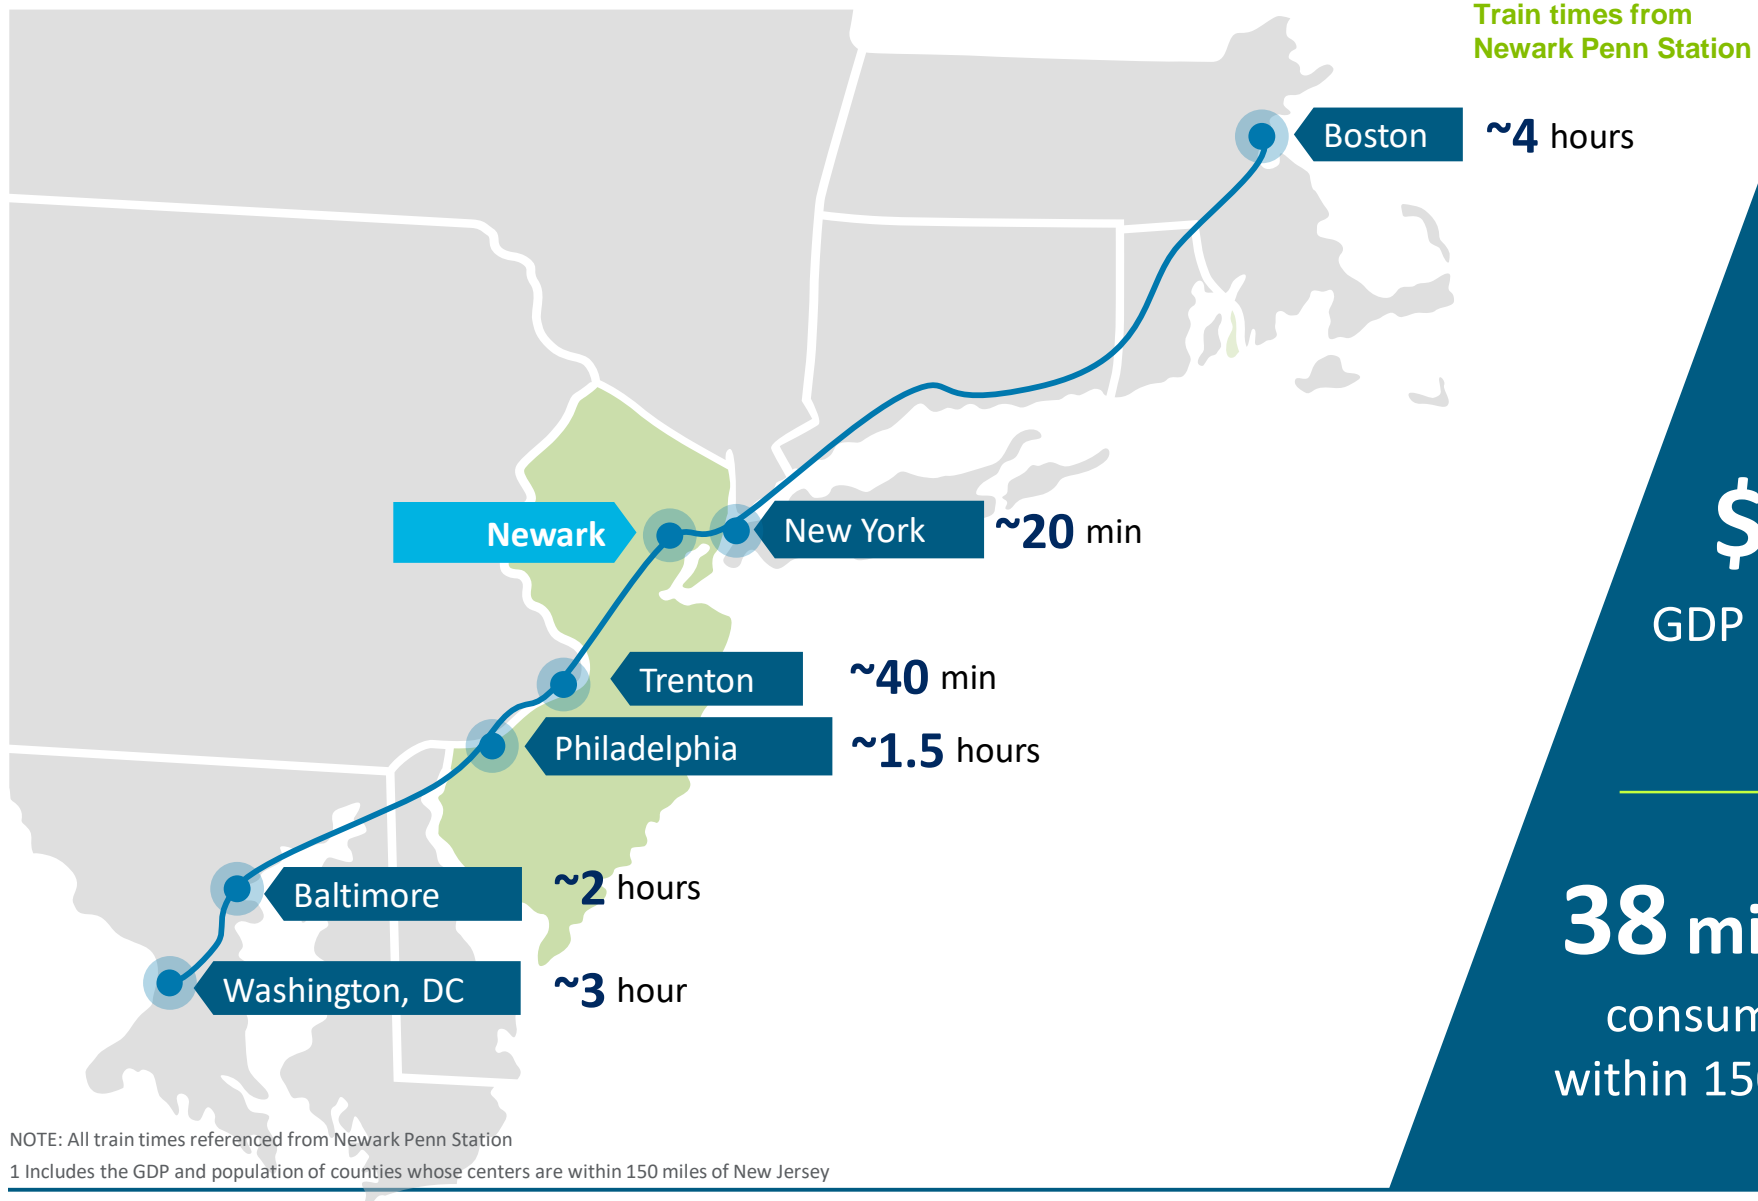 Train times from
Newark Penn Station
Boston ~4 hours
Newark New York ~20 min
$
GDP
Trenton ~40 min
Philadelphia ~1.5 hours
Baltimore ~2 hours
38
Washington, DC ~3 hour
within
NOTE: All train times referenced from Newark Penn Station
1 Includes the GDP and population of counties whose centers are within 150 miles of New Jersey